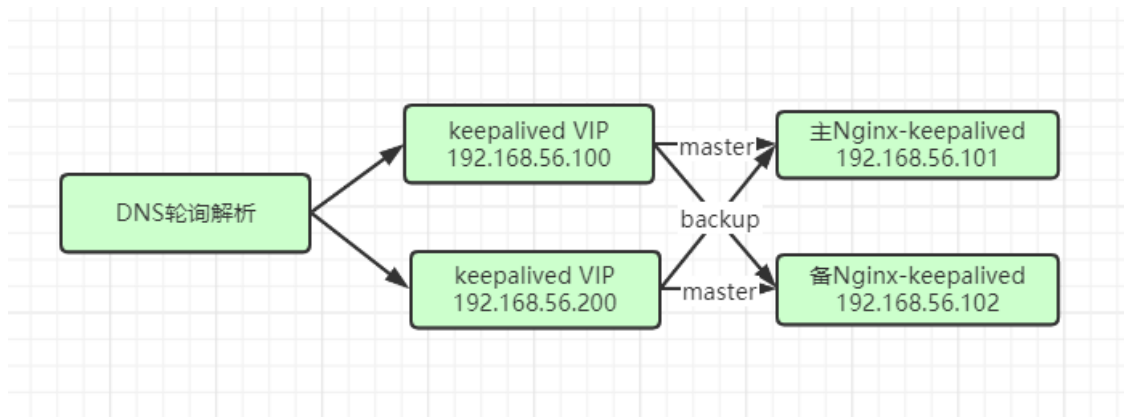 DNS轮询解析
keepalived VIP
192.168.56.100
keepalived VIP
192.168.56.200
master
backup
master
主Nginx-keepalived
192.168.56.101
备Nginx-keepalived
192.168.56.102